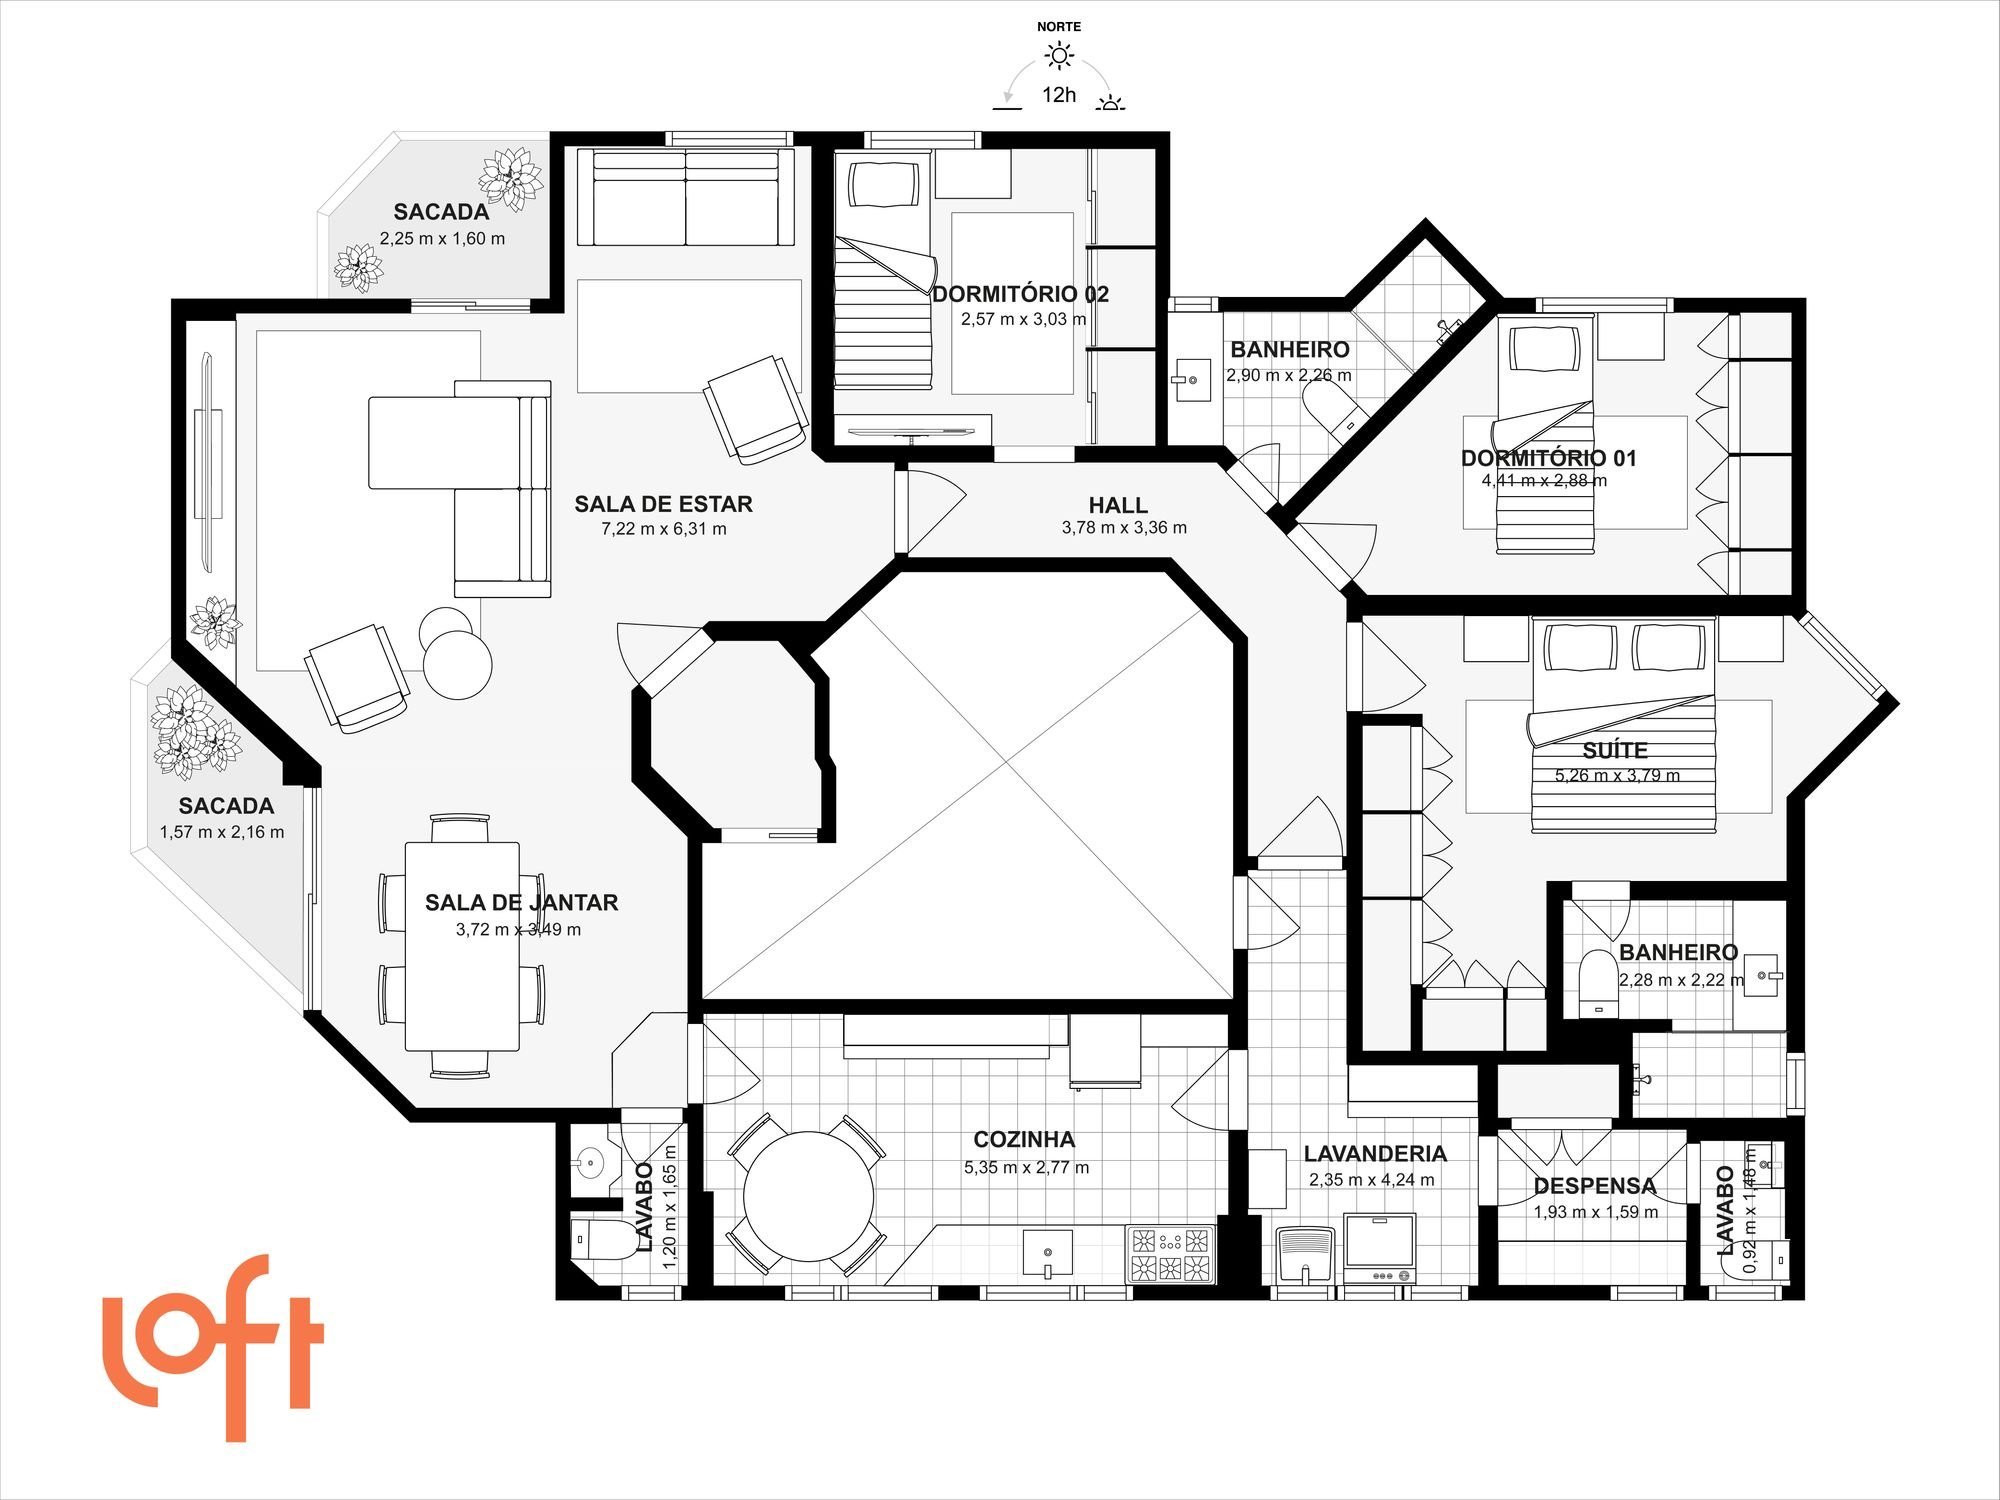 NORTE
12h
SACADA
2,25 m x 1,60 m
DORMITÓRIO 02
2,57 m x 3,03 m
BANHEIRO
2,90 m x 2,26 m
DORMITÓRIO 01
4,41 m x 2,88 m
SALA DE ESTAR
7,22 m x 6,31 m
HALL
3,78 m x 3,36 m
SUÍTE
5,26 m x 3,79 m
SACADA
1,57 m x 2,16 m
SALA DE JANTAR
3,72 m x 3,49 m
BANHEIRO
2,28 m x 2,22 m
COZINHA
5,35 m x 2,77 m
LAVANDERIA
2,35 m x 4,24 m
DESPENSA
1,93 m x 1,59 m
LAVABO
1,20 m x 1,65 m
LAVABO
0,92 m x 1,48 m
Loft